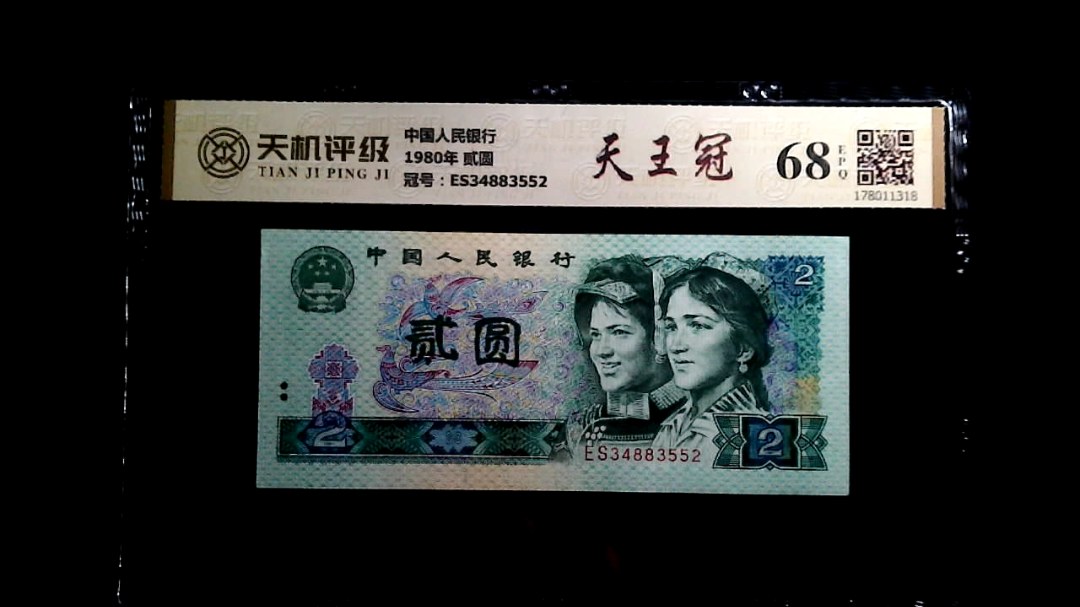 天机评级
TIAN JI PING JI
中国人民银行
1980年 贰圆
冠号：ES34883552
天王冠
68
EPQ
178011318
中国人民银行
2
贰圆
2
ES34883552
2